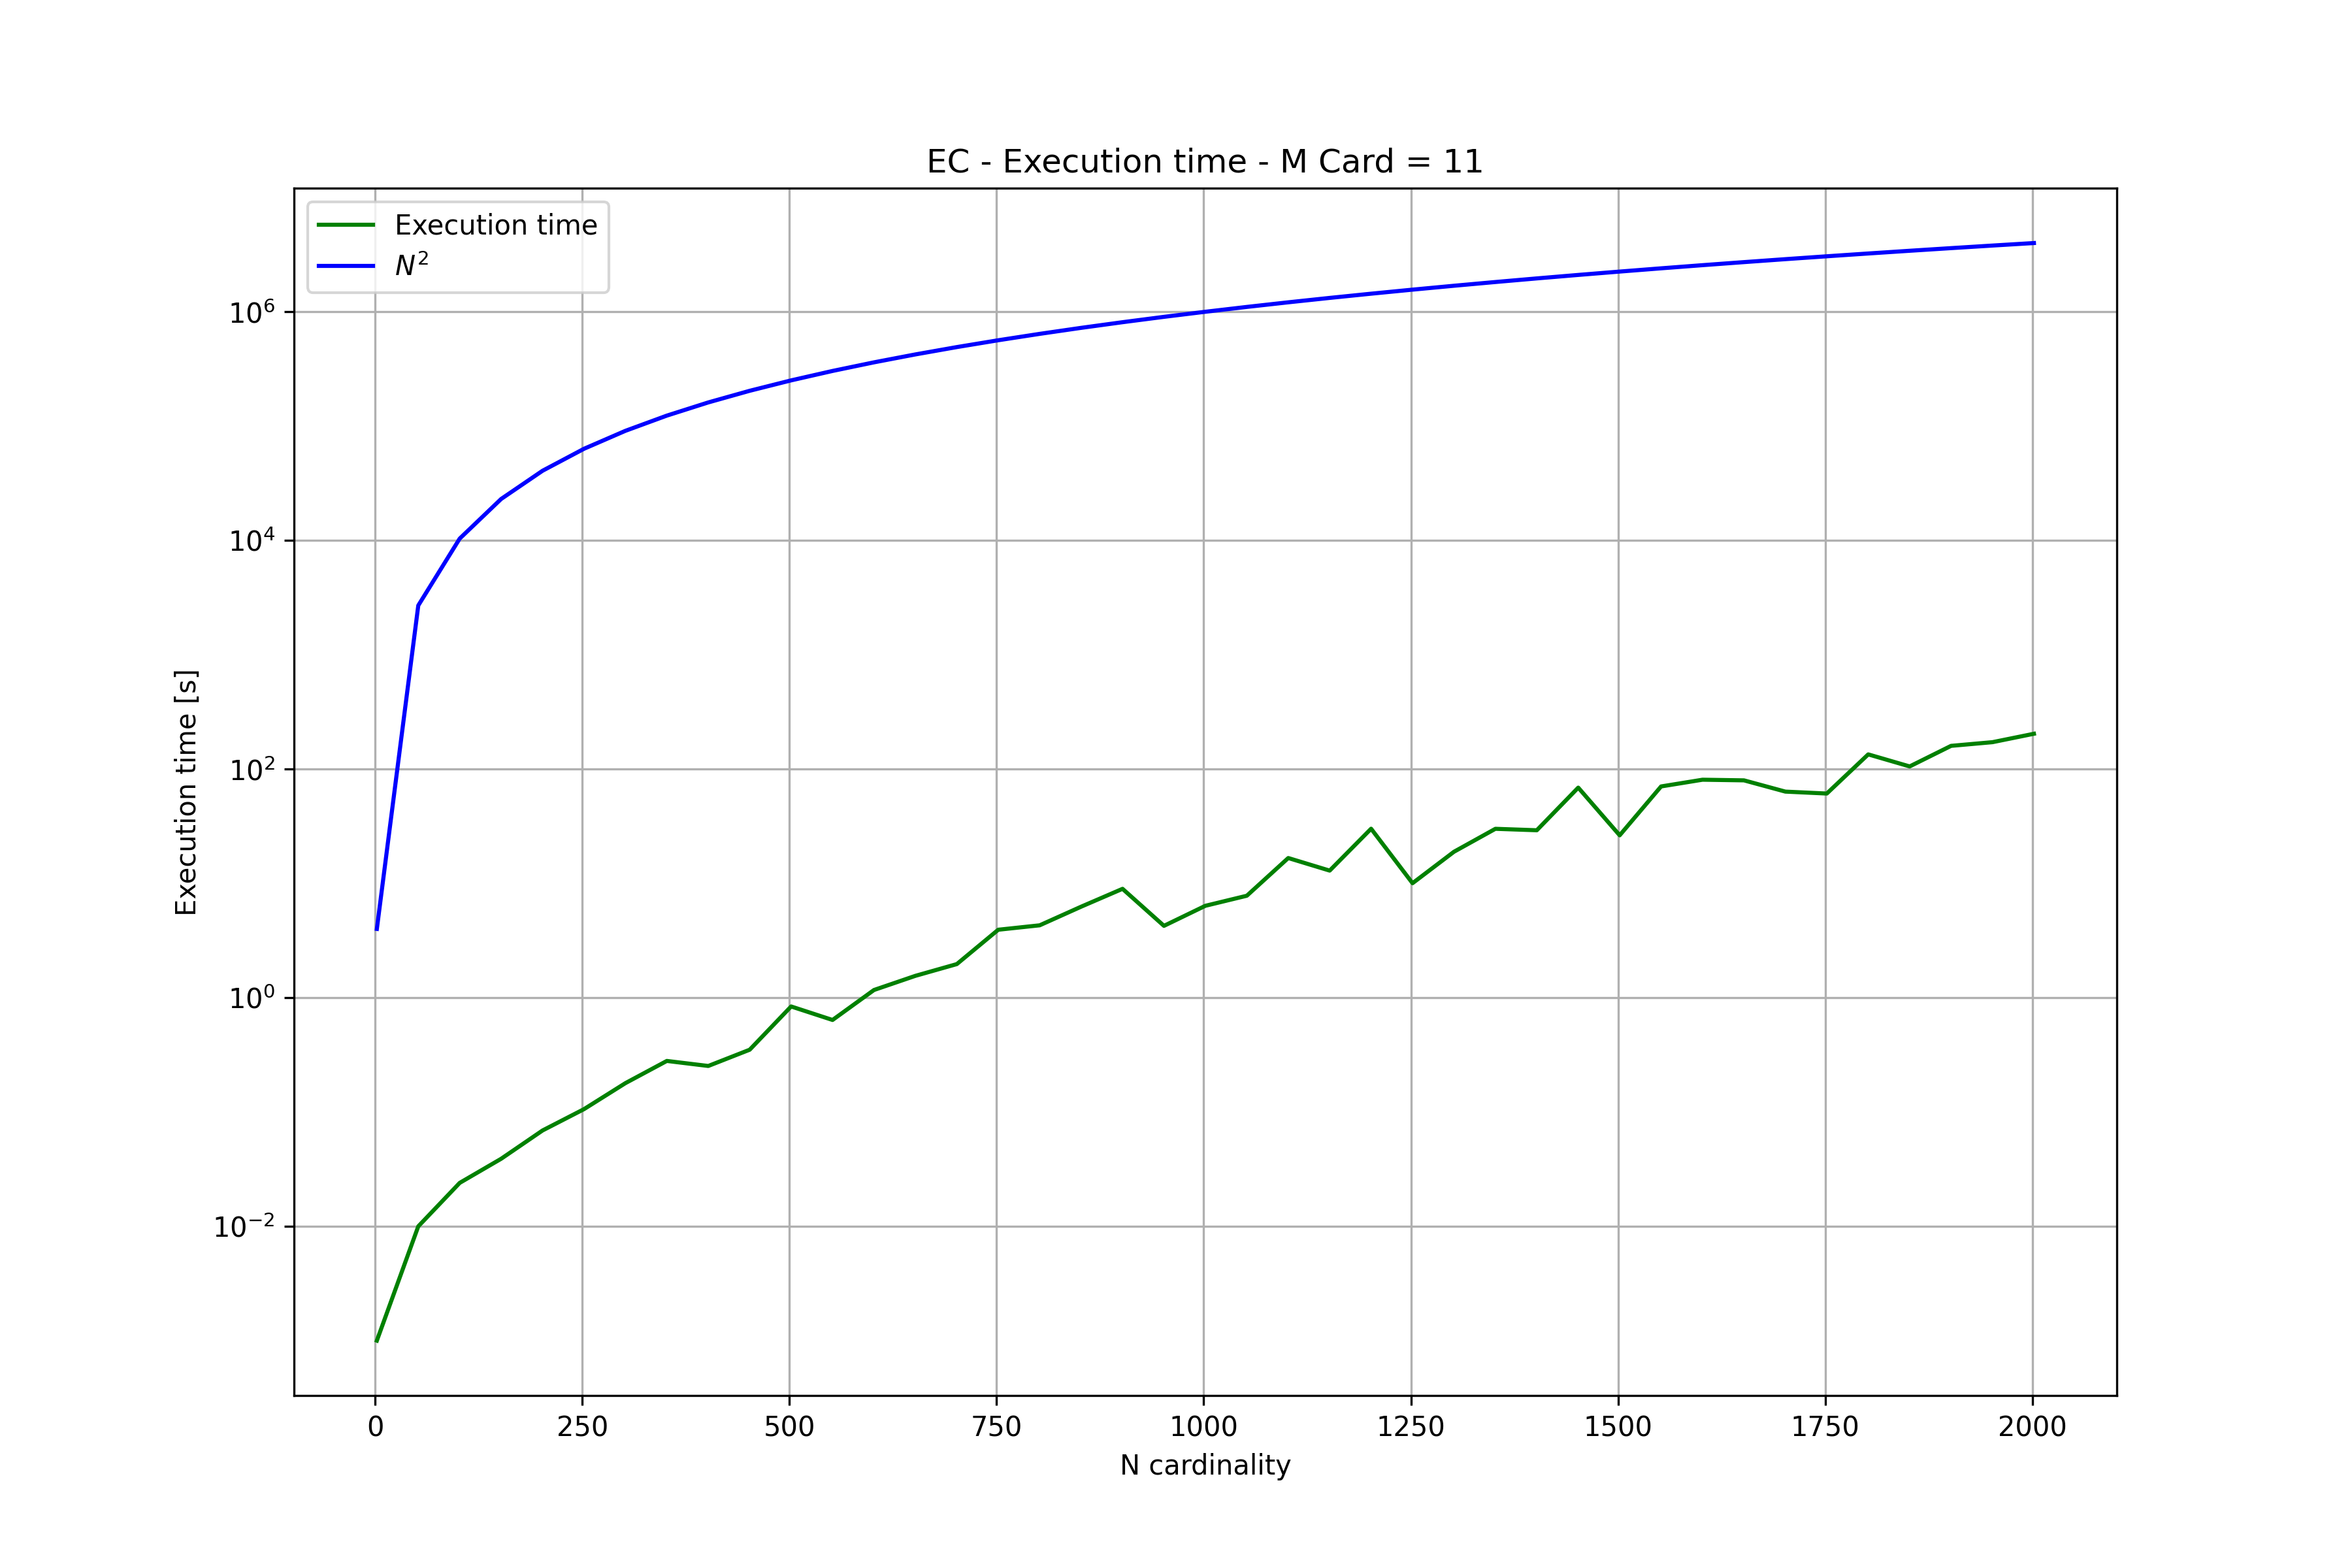 EC - Execution time - M Card = 11
Execution time
N²
10⁶
10⁴
10²
10⁰
10⁻²
Execution time [s]
0 250 500 750 1000 1250 1500 1750 2000
N cardinality